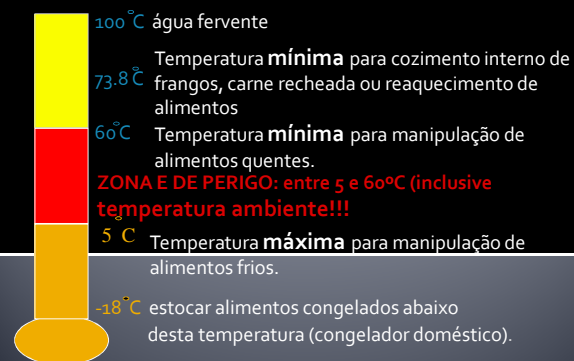 100°C água fervente
Temperatura mínima para cozimento interno de
73.8°C frangos, carne recheada ou reaquecimento de
alimentos
60°C Temperatura mínima para manipulação de
alimentos quentes.
ZONA E DE PERIGO: entre 5 e 60ºC (inclusive
temperatura ambiente!!!
5°C Temperatura máxima para manipulação de
alimentos frios.
-18°C estocar alimentos congelados abaixo
desta temperatura (congelador doméstico).